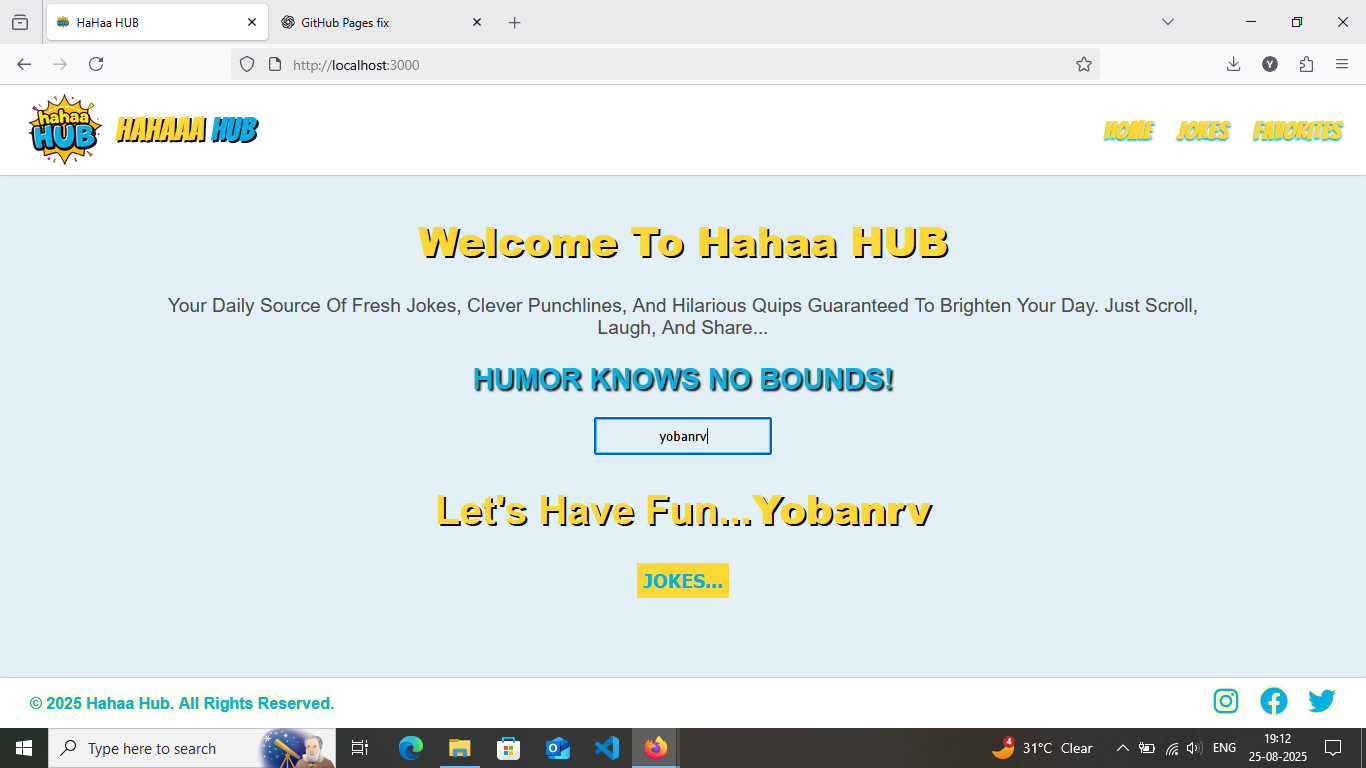 HaHaa HUB
GitHub Pages fix
http://localhost:3000
Y
hahaa
HUB
HAHAAA HUB
HOME
JOKES
FAVORITES
Welcome To Hahaa HUB
Your Daily Source Of Fresh Jokes, Clever Punchlines, And Hilarious Quips Guaranteed To Brighten Your Day. Just Scroll,
Laugh, And Share...
HUMOR KNOWS NO BOUNDS!
yobanrv
Let's Have Fun...Yobanrv
JOKES...
© 2025 Hahaa Hub. All Rights Reserved.
Type here to search
4
31°C Clear
ENG
19:12
25-08-2025